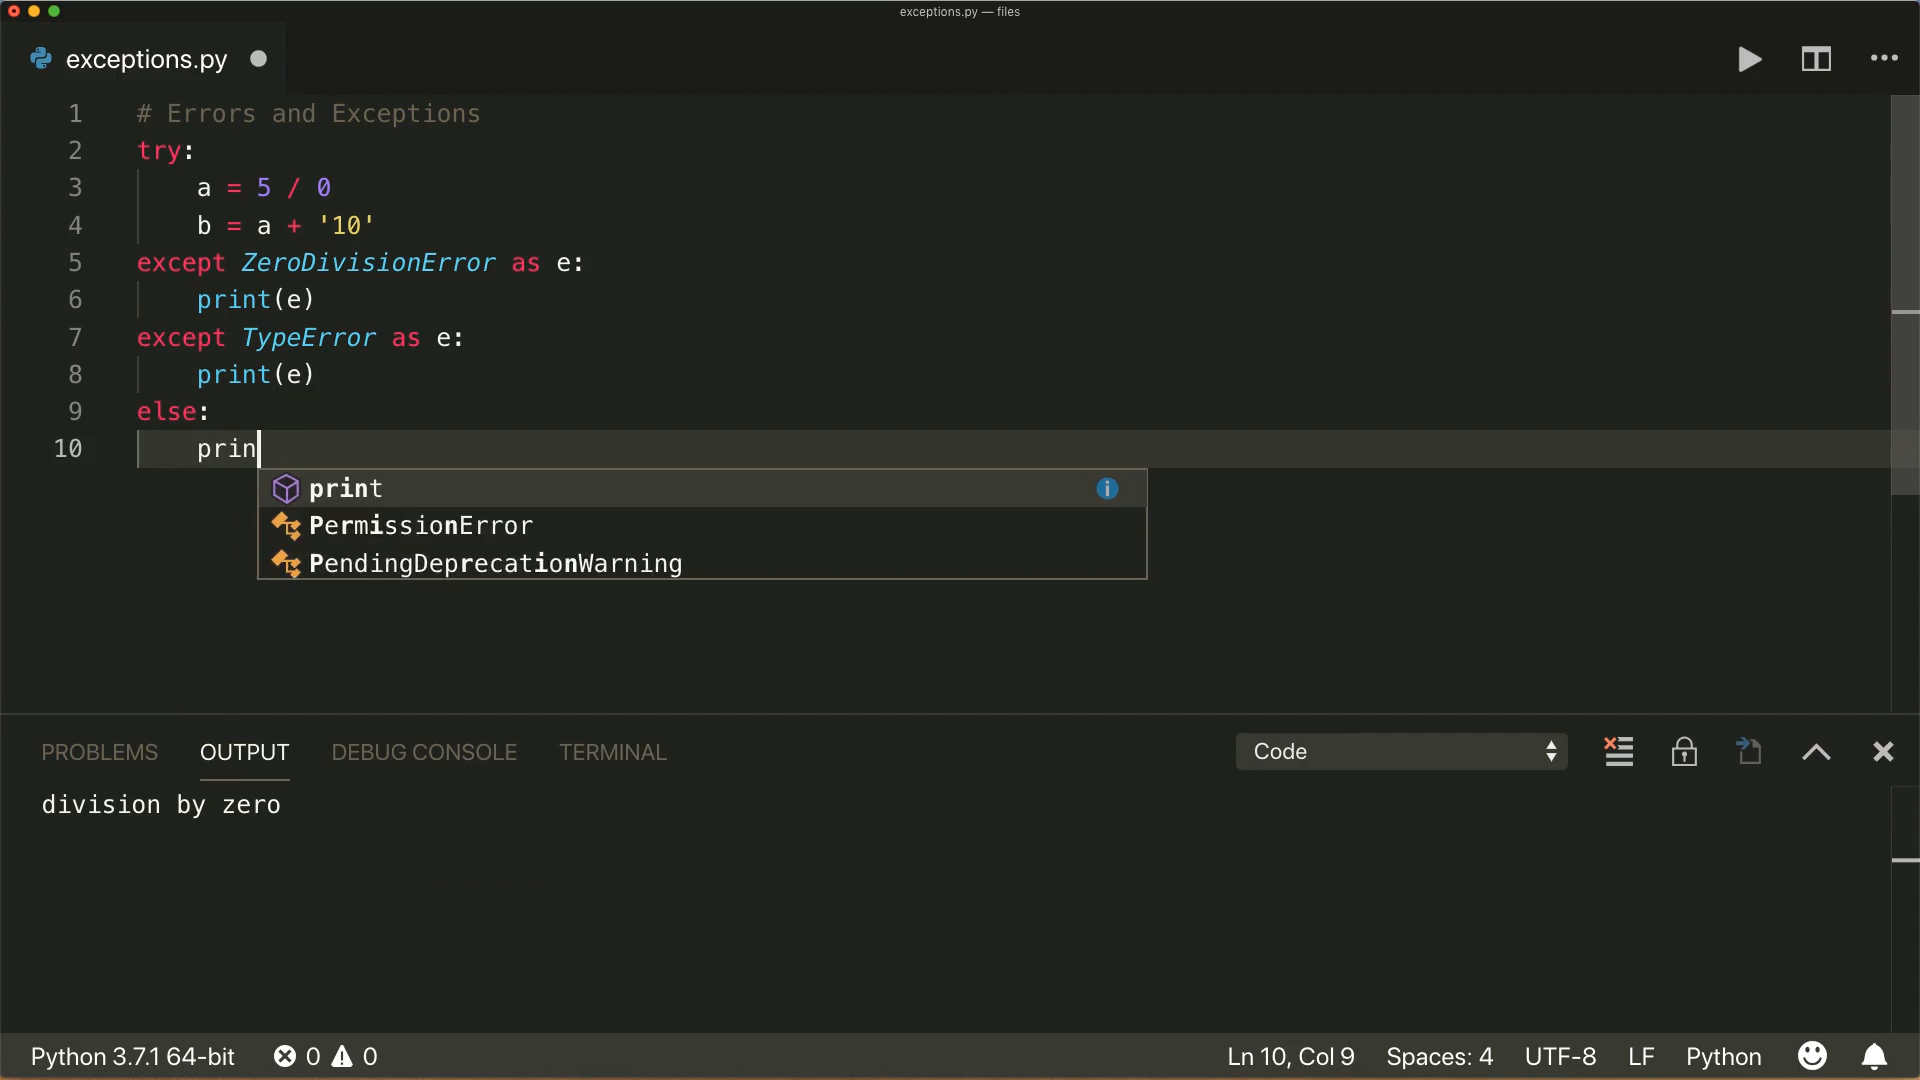 exceptions.py — files
exceptions.py
1 # Errors and Exceptions
2 try:
3     a = 5 / 0
4     b = a + '10'
5 except ZeroDivisionError as e:
6     print(e)
7 except TypeError as e:
8     print(e)
9 else:
10     prin
print
PermissionError
PendingDeprecationWarning
PROBLEMS OUTPUT DEBUG CONSOLE TERMINAL Code
division by zero
Python 3.7.1 64-bit 0 0 Ln 10, Col 9 Spaces: 4 UTF-8 LF Python